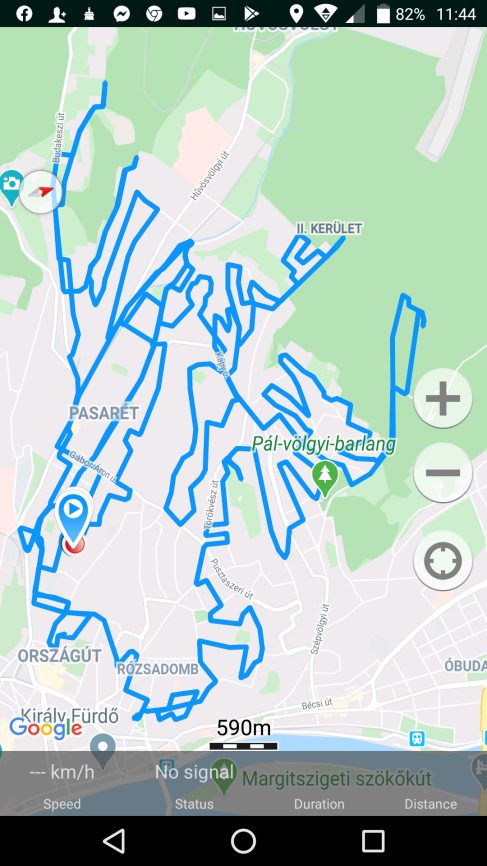 82% 11:44
HŰVÖSVÖLGY
Budakeszi út
Hűvösvölgyi út
II. KERÜLET
Kapy u.
PASARÉT
Pál-völgyi-barlang
Gábor Áron u.
Törökvész út
Pusztaszeri út
Szépvölgyi út
ORSZÁGÚT
RÓZSADOMB
ÓBUDA
Bécsi út
Király Fürdő
Google
590m
--- km/h
No signal
Margitszigeti szökőkút
Speed
Status
Duration
Distance